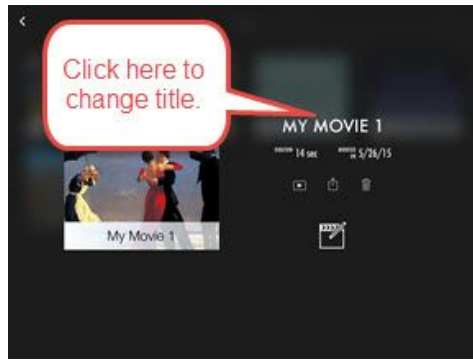 Click here to
change title.
MY MOVIE 1
14 sec 5/26/15
My Movie 1